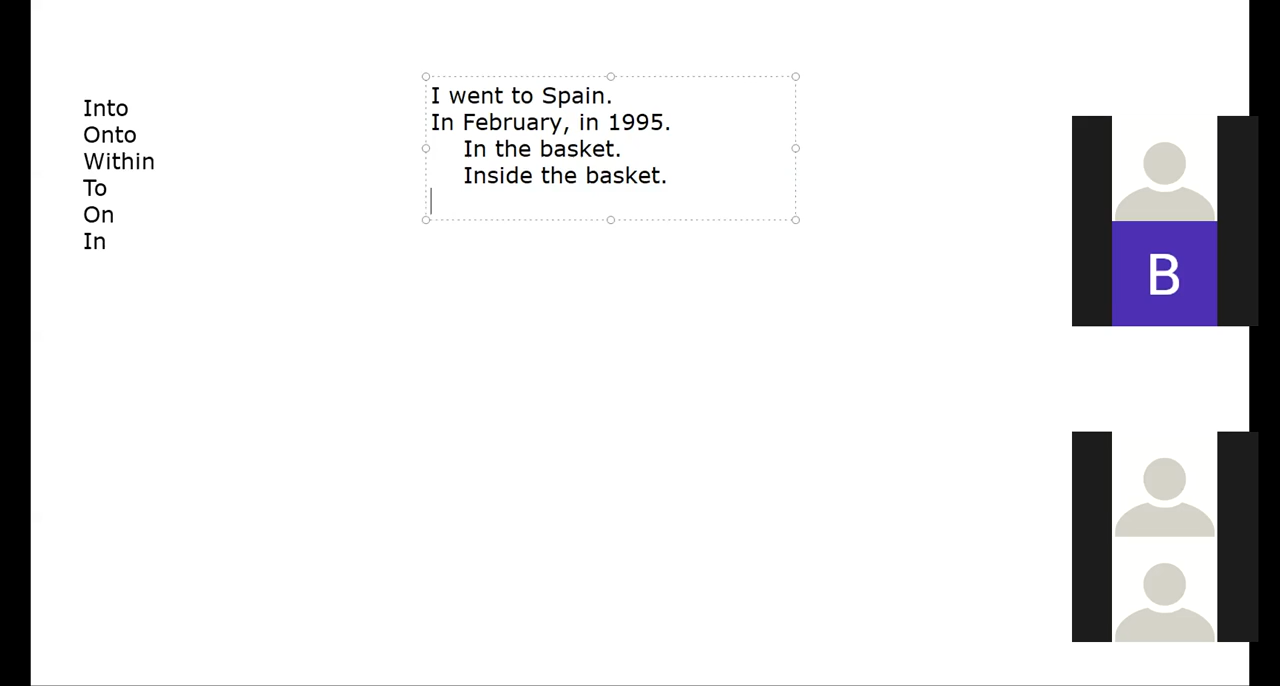 Into
Onto
Within
To
On
In
I went to Spain.
In February, in 1995.
In the basket.
Inside the basket.
B